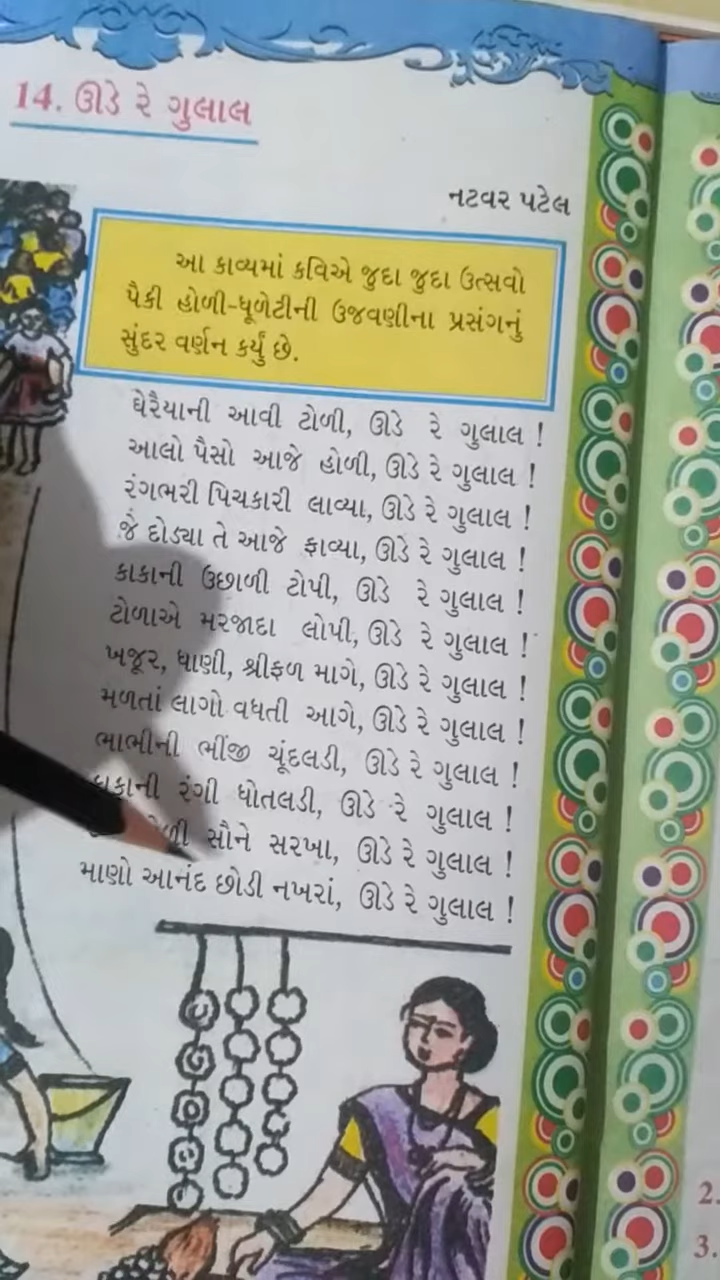 14. ઊડે રે ગુલાલ
નટવર પટેલ
આ કાવ્યમાં કવિએ જુદા જુદા ઉત્સવો
પૈકી હોળી-ધૂળેટીની ઉજવણીના પ્રસંગનું
સુંદર વર્ણન કર્યું છે.
ઘેરૈયાની આવી ટોળી, ઊડે રે ગુલાલ !
આલો પૈસો આજે હોળી, ઊડે રે ગુલાલ !
રંગભરી પિચકારી લાવ્યા, ઊડે રે ગુલાલ !
જે દોડ્યા તે આજે ફાવ્યા, ઊડે રે ગુલાલ !
કાકાની ઉછાળી ટોપી, ઊડે રે ગુલાલ !
ટોળાએ મરજાદા લોપી, ઊડે રે ગુલાલ !
ખજૂર, ધાણી, શ્રીફળ માગે, ઊડે રે ગુલાલ !
મળતાં લાગો વધતી આગે, ઊડે રે ગુલાલ !
ભાભીની ભીંજી ચૂંદલડી, ઊડે રે ગુલાલ !
કાકાની રંગી ધોતલડી, ઊડે રે ગુલાલ !
સૌને સરખા, ઊડે રે ગુલાલ !
માણો આનંદ છોડી નખરાં, ઊડે રે ગુલાલ !
2.
3.